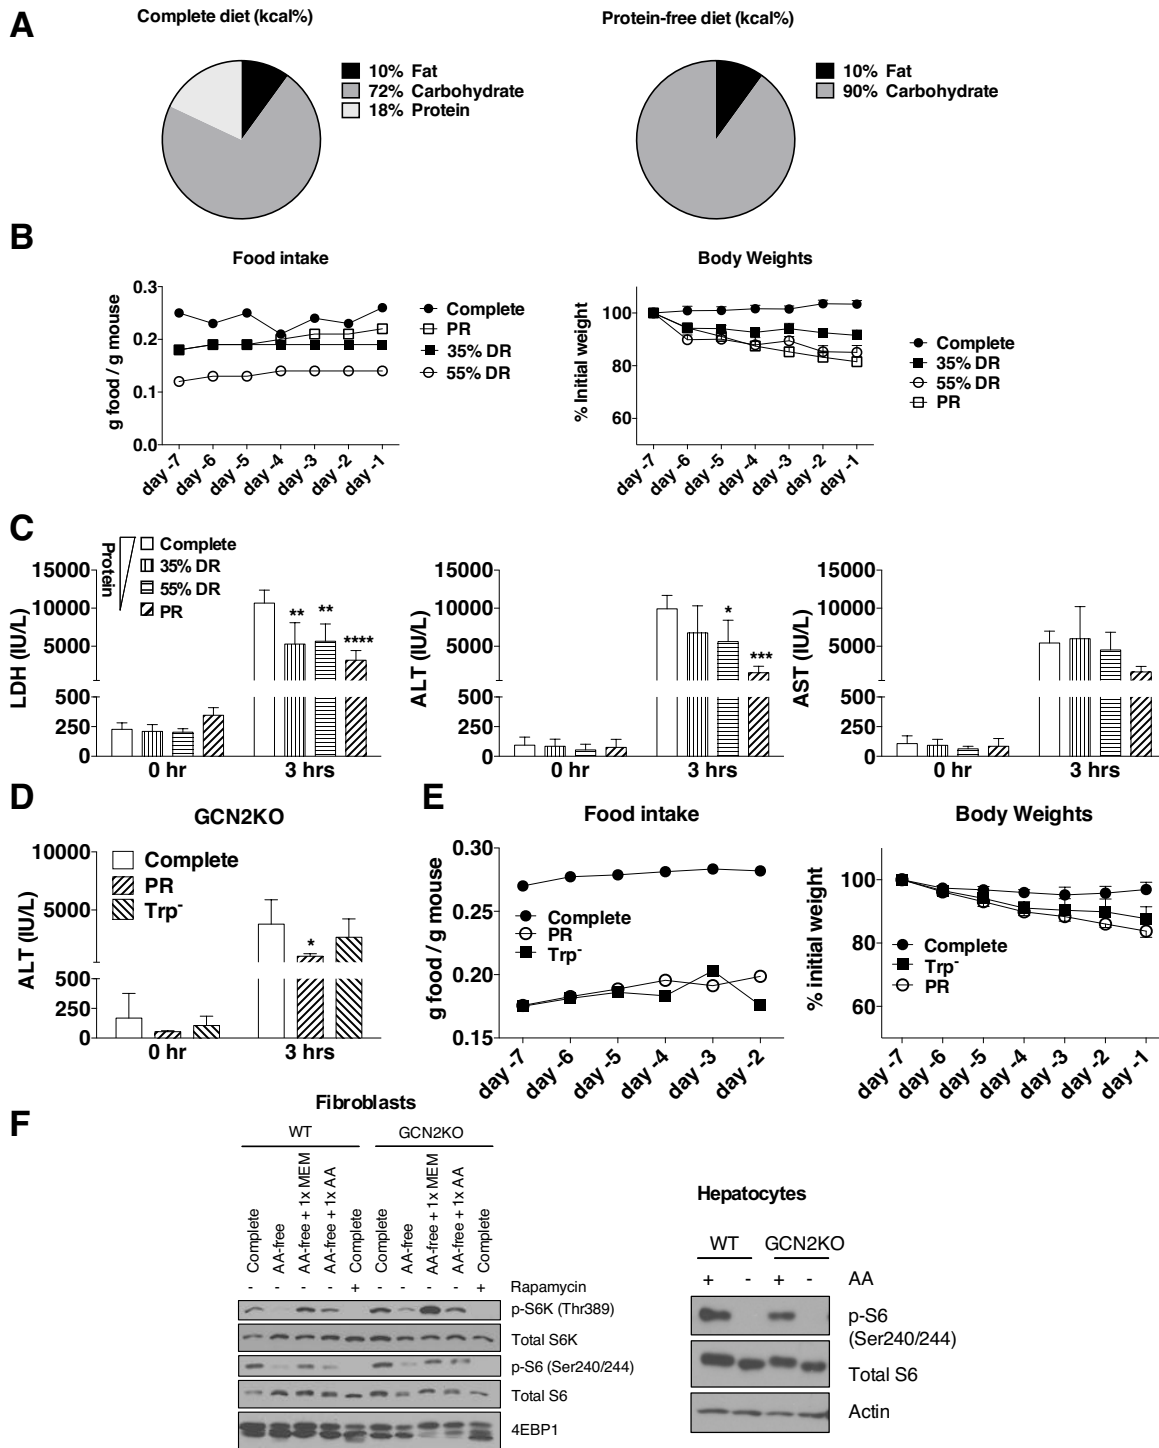 A
Complete diet (kcal%)
10% Fat
72% Carbohydrate
18% Protein
Protein-free diet (kcal%)
10% Fat
90% Carbohydrate
B
Food intake
g food / g mouse
0.3
0.2
0.1
0.0
day -7
day -6
day -5
day -4
day -3
day -2
day -1
Complete
PR
35% DR
55% DR
Body Weights
% Initial weight
100
80
60
day -7
day -6
day -5
day -4
day -3
day -2
day -1
Complete
35% DR
55% DR
PR
C
Protein
Complete
35% DR
55% DR
PR
LDH (IU/L)
15000
10000
5000
500
250
0
** ** ****
0 hr 3 hrs
ALT (IU/L)
15000
10000
5000
500
250
0
* ***
0 hr 3 hrs
AST (IU/L)
15000
10000
5000
500
250
0
0 hr 3 hrs
D
GCN2KO
ALT (IU/L)
10000
5000
500
250
0
Complete
PR
Trp-
*
0 hr 3 hrs
E
Food intake
g food / g mouse
0.30
0.25
0.20
0.15
Complete
PR
Trp-
day -7
day -6
day -5
day -4
day -3
day -2
Body Weights
% initial weight
100
80
60
Complete
Trp-
PR
day -7
day -6
day -5
day -4
day -3
day -2
day -1
F
Fibroblasts
WT GCN2KO
Complete
AA-free
AA-free + 1x MEM
AA-free + 1x AA
Complete
Complete
AA-free
AA-free + 1x MEM
AA-free + 1x AA
Complete
- - - - + - - - - + Rapamycin
p-S6K (Thr389)
Total S6K
p-S6 (Ser240/244)
Total S6
4EBP1
Hepatocytes
WT GCN2KO
+ - + - AA
p-S6
(Ser240/244)
Total S6
Actin